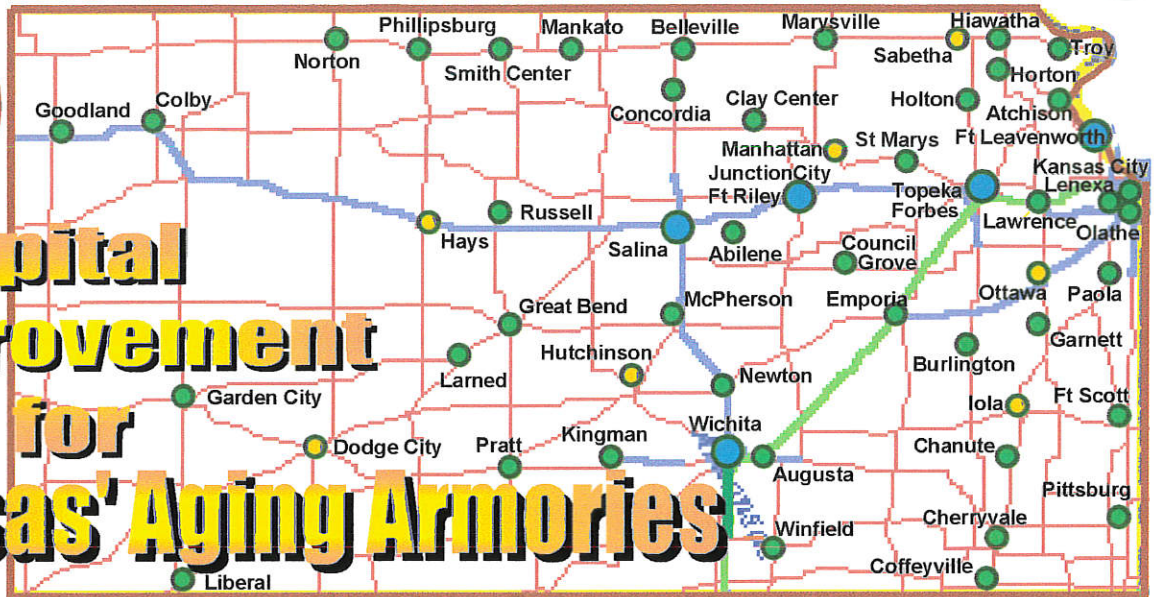 Phillipsburg
Mankato
Belleville
Marysville
Hiawatha
Norton
Smith Center
Sabetha
Troy
Horton
Goodland
Colby
Concordia
Clay Center
Holton
Atchison
Manhattan
St Marys
Ft Leavenworth
Junction City
Ft Riley
Topeka
Forbes
Kansas City
Lenexa
Lawrence
Olathe
Hays
Russell
Salina
Abilene
Council
Grove
Great Bend
McPherson
Emporia
Ottawa
Paola
Hutchinson
Larned
Newton
Burlington
Garnett
Garden City
Iola
Ft Scott
Dodge City
Pratt
Kingman
Wichita
Augusta
Chanute
Pittsburg
Winfield
Cherryvale
Coffeyville
Liberal
pital
rovement
for
as' Aging Armories